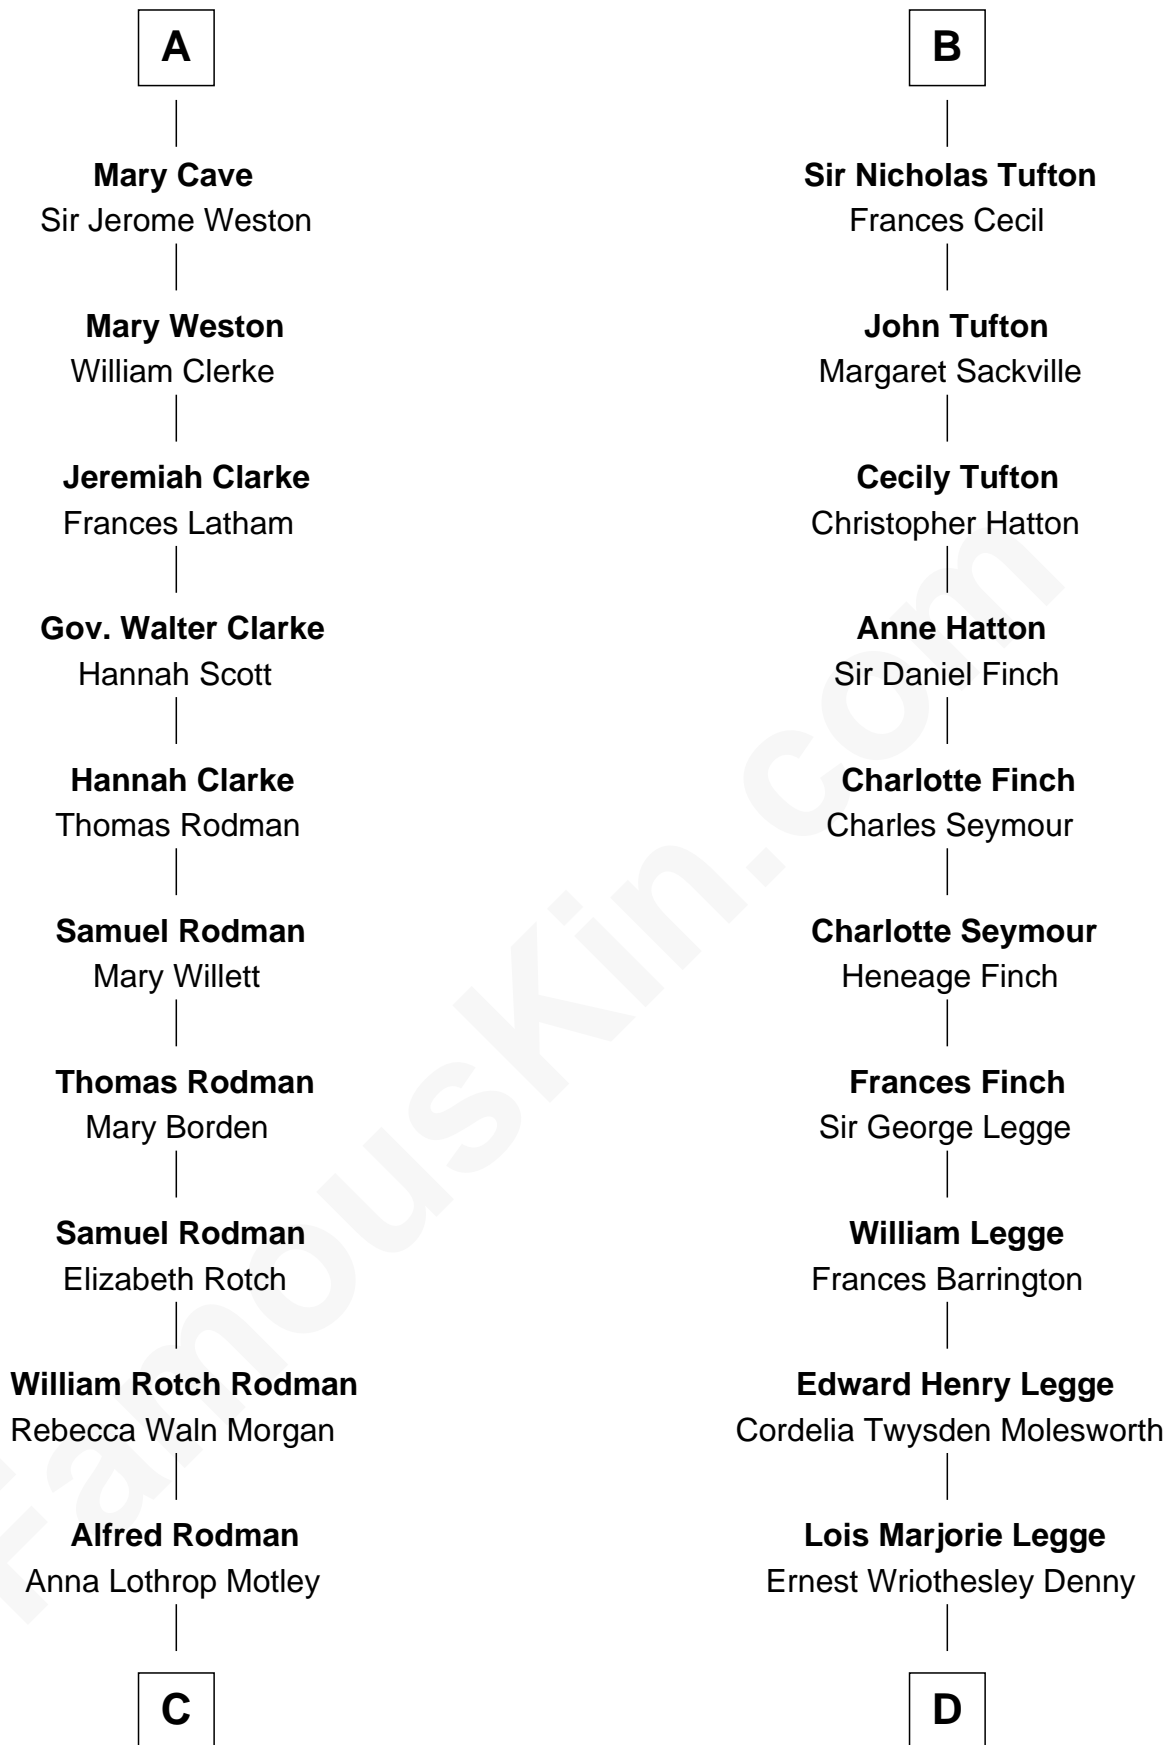 A
Mary Cave
Sir Jerome Weston
Mary Weston
William Clerke
Jeremiah Clarke
Frances Latham
Gov. Walter Clarke
Hannah Scott
Hannah Clarke
Thomas Rodman
Samuel Rodman
Mary Willett
Thomas Rodman
Mary Borden
Samuel Rodman
Elizabeth Rotch
William Rotch Rodman
Rebecca Waln Morgan
Alfred Rodman
Anna Lothrop Motley
C
B
Sir Nicholas Tufton
Frances Cecil
John Tufton
Margaret Sackville
Cecily Tufton
Christopher Hatton
Anne Hatton
Sir Daniel Finch
Charlotte Finch
Charles Seymour
Charlotte Seymour
Heneage Finch
Frances Finch
Sir George Legge
William Legge
Frances Barrington
Edward Henry Legge
Cordelia Twysden Molesworth
Lois Marjorie Legge
Ernest Wriothesley Denny
D
FamousKin.com